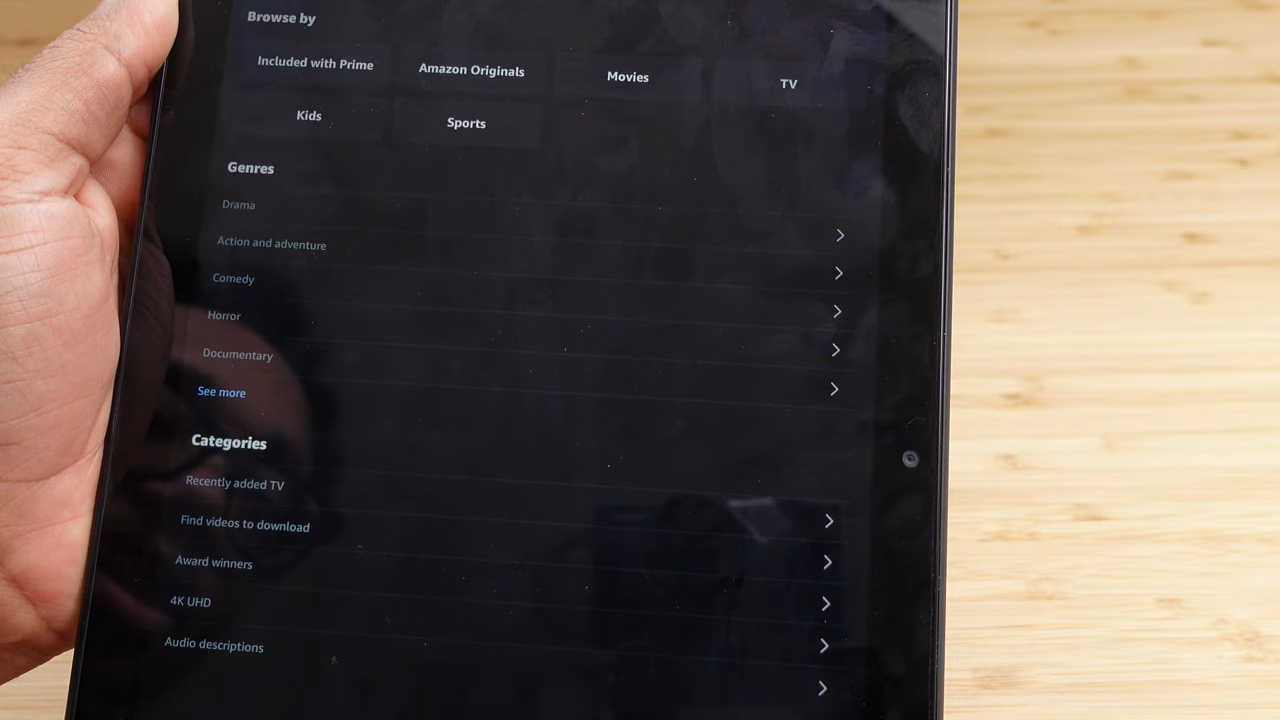 Browse by
Included with Prime Amazon Originals Movies TV
Kids Sports
Genres
Drama
Action and adventure
Comedy
Horror
Documentary
See more
Categories
Recently added TV
Find videos to download
Award winners
4K UHD
Audio descriptions